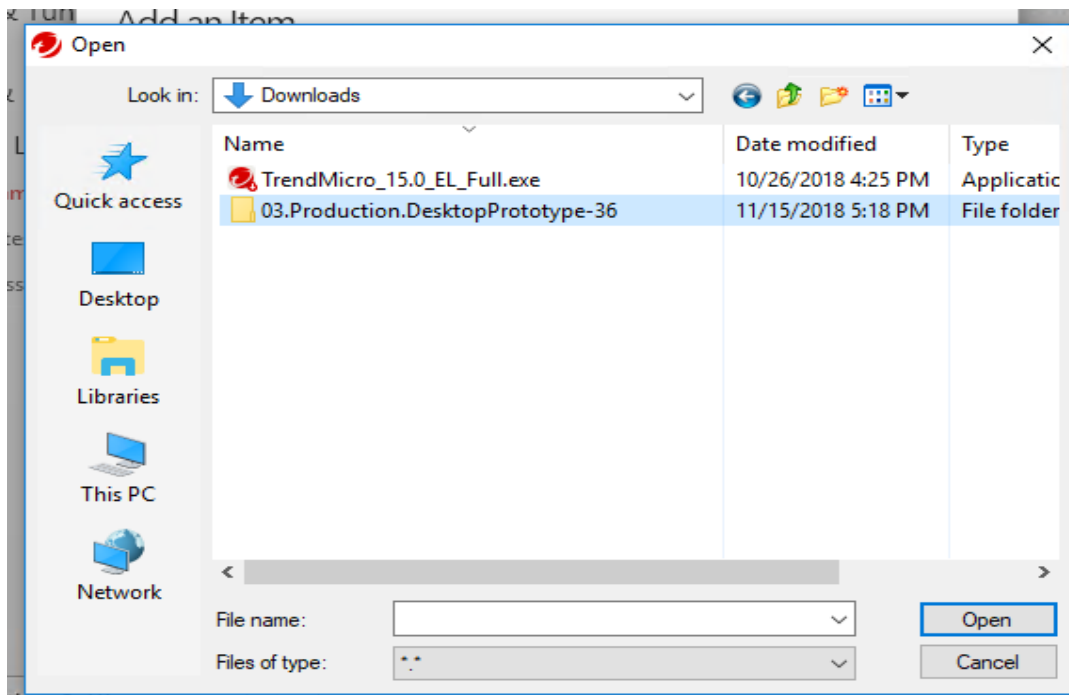 Add an Item
Open
Look in: Downloads
Name Date modified Type
TrendMicro_15.0_EL_Full.exe 10/26/2018 4:25 PM Applicatic
03.Production.DesktopPrototype-36 11/15/2018 5:18 PM File folder
Quick access
Desktop
Libraries
This PC
Network
File name:
Open
Files of type: *.*
Cancel